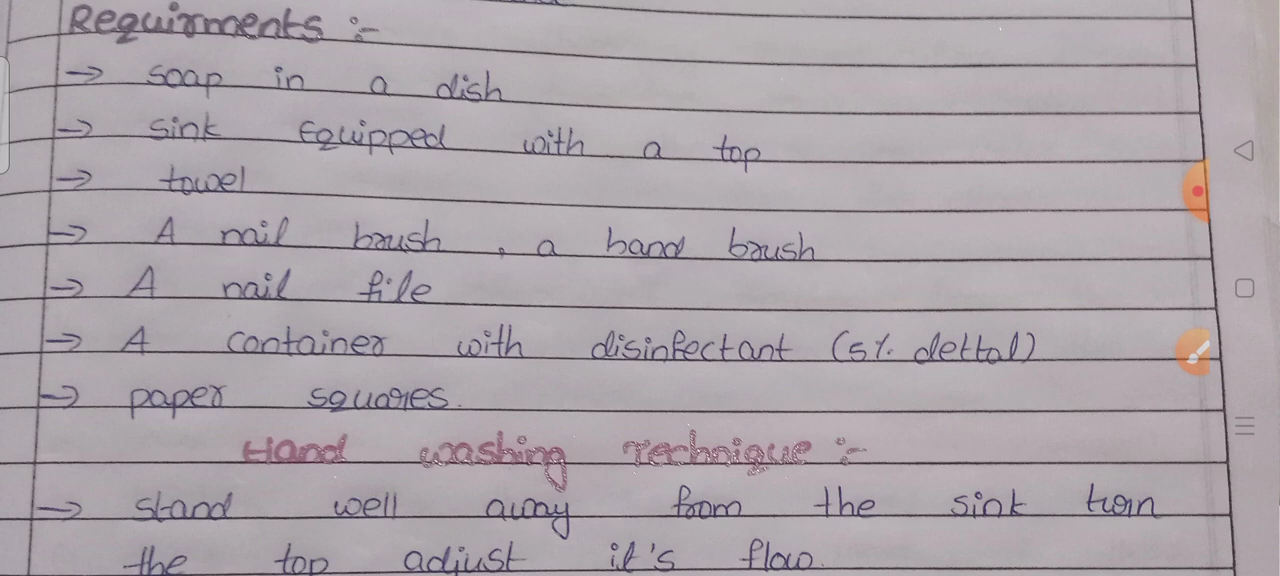 Requirments :-
→ soap in a dish
→ sink Equipped with a top
→ towel
→ A nail brush , a hand brush
→ A nail file
→ A container with disinfectant (5% dettal)
→ paper squares.
Hand washing Technique :-
→ stand well away from the sink turn
the top adjust it's flow.